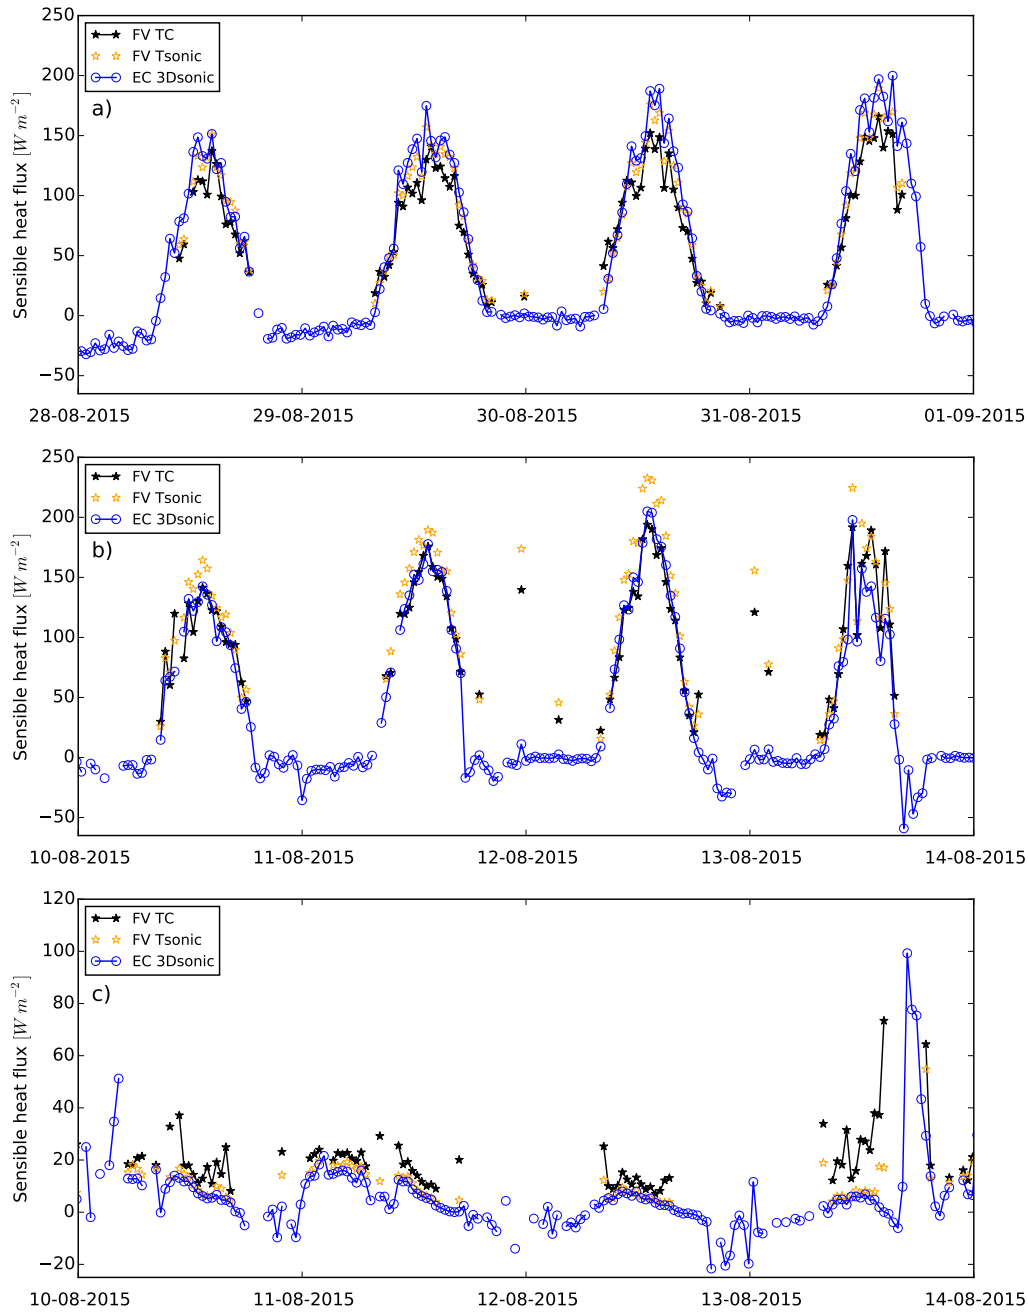 250
200
150
100
50
0
−50
Sensible heat flux [W m⁻²]
FV TC
FV Tsonic
EC 3Dsonic
a)
28-08-2015 29-08-2015 30-08-2015 31-08-2015 01-09-2015
250
200
150
100
50
0
−50
Sensible heat flux [W m⁻²]
FV TC
FV Tsonic
EC 3Dsonic
b)
10-08-2015 11-08-2015 12-08-2015 13-08-2015 14-08-2015
120
100
80
60
40
20
0
−20
Sensible heat flux [W m⁻²]
FV TC
FV Tsonic
EC 3Dsonic
c)
10-08-2015 11-08-2015 12-08-2015 13-08-2015 14-08-2015